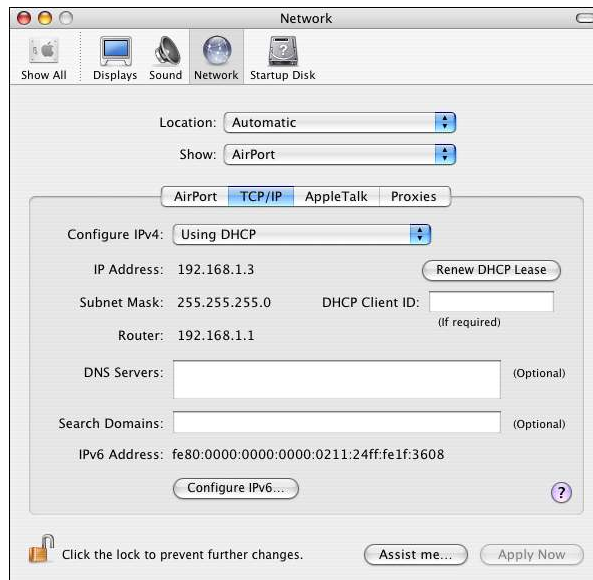 Network
Show All Displays Sound Network Startup Disk
Location: Automatic
Show: AirPort
AirPort TCP/IP AppleTalk Proxies
Configure IPv4: Using DHCP
IP Address: 192.168.1.3 Renew DHCP Lease
Subnet Mask: 255.255.255.0 DHCP Client ID:
(If required)
Router: 192.168.1.1
DNS Servers: (Optional)
Search Domains: (Optional)
IPv6 Address: fe80:0000:0000:0000:0211:24ff:fe1f:3608
Configure IPv6...
?
Click the lock to prevent further changes. Assist me... Apply Now